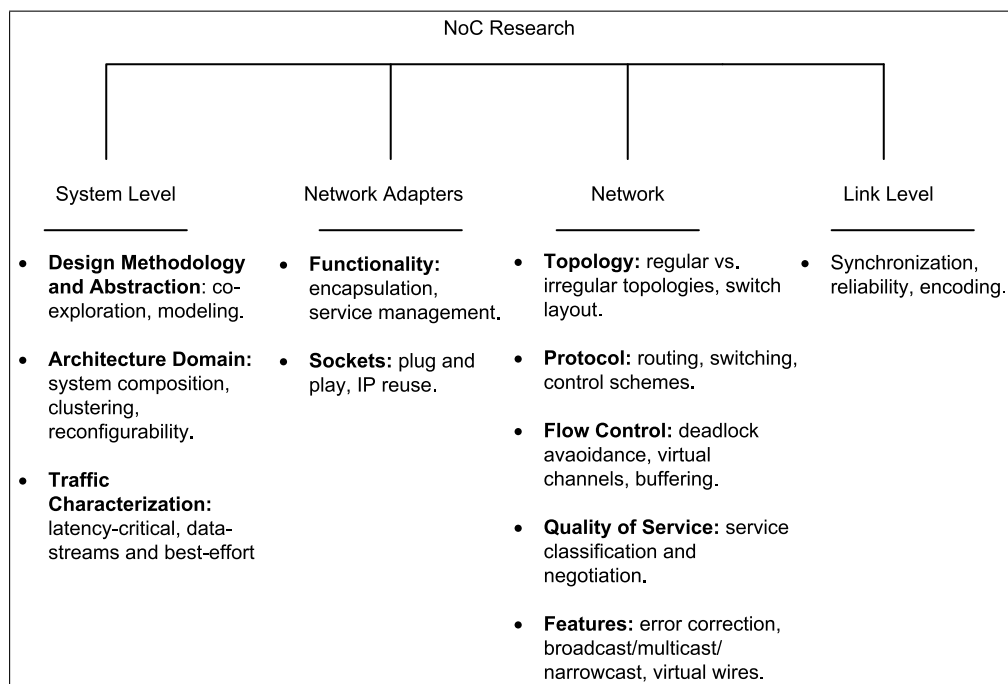 NoC Research
System Level
• Design Methodology
and Abstraction: co-
exploration, modeling.
• Architecture Domain:
system composition,
clustering,
reconfigurability.
• Traffic
Characterization:
latency-critical, data-
streams and best-effort
Network Adapters
• Functionality:
encapsulation,
service management.
• Sockets: plug and
play, IP reuse.
Network
• Topology: regular vs.
irregular topologies, switch
layout.
• Protocol: routing, switching,
control schemes.
• Flow Control: deadlock
avaoidance, virtual
channels, buffering.
• Quality of Service: service
classification and
negotiation.
• Features: error correction,
broadcast/multicast/
narrowcast, virtual wires.
Link Level
• Synchronization,
reliability, encoding.